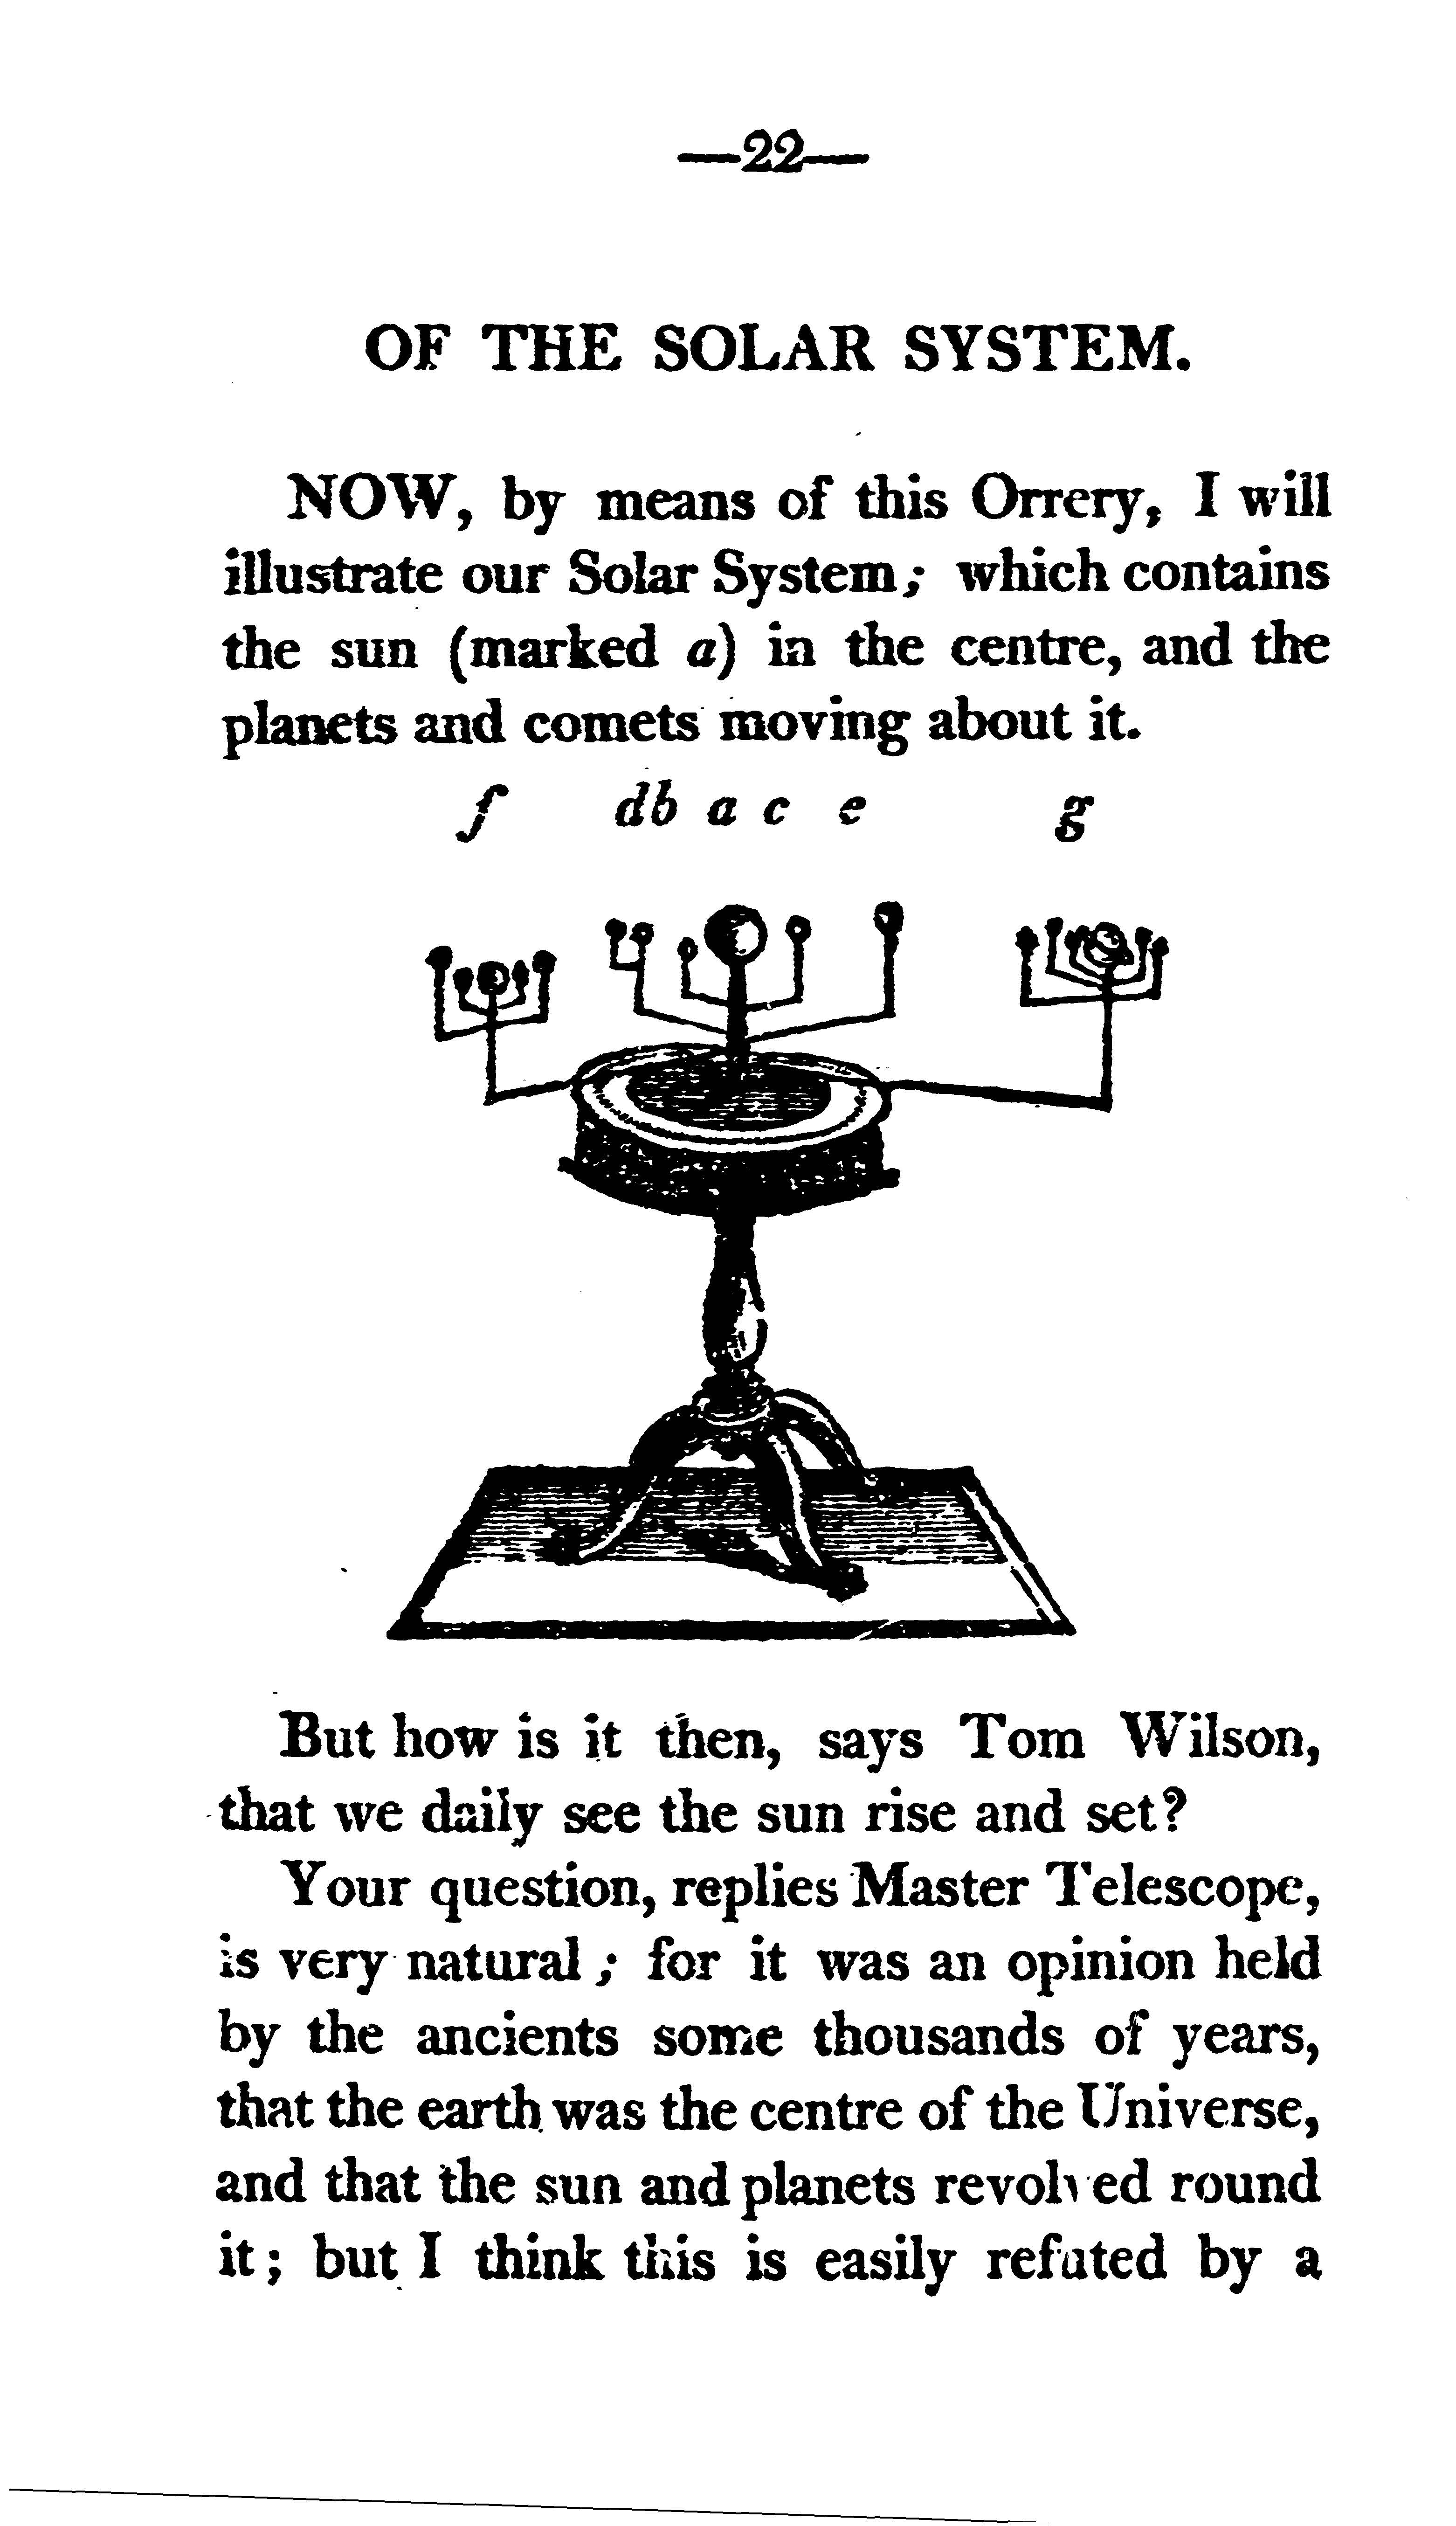 —22—
OF THE SOLAR SYSTEM.
NOW, by means of this Orrery, I will
illustrate our Solar System; which contains
the sun (marked a) in the centre, and the
planets and comets moving about it.
f db a c e g
But how is it then, says Tom Wilson,
that we daily see the sun rise and set?
Your question, replies Master Telescope,
is very natural; for it was an opinion held
by the ancients some thousands of years,
that the earth was the centre of the Universe,
and that the sun and planets revolved round
it; but I think this is easily refuted by a